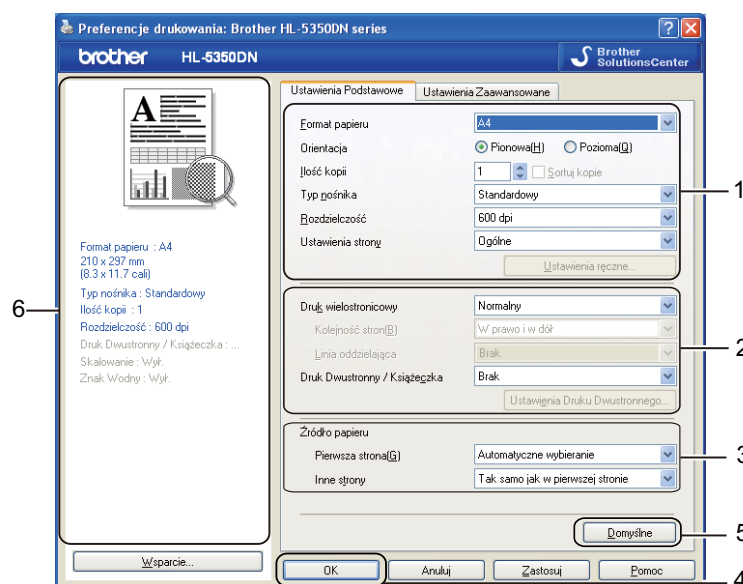 Preferencje drukowania: Brother HL-5350DN series
brother HL-5350DN
Brother
SolutionsCenter
Ustawienia Podstawowe Ustawienia Zaawansowane
A
Format papieru A4
Orientacja Pionowa(H) Pozioma(Q)
Ilość kopii 1 Sortuj kopie
Typ nośnika Standardowy
1
Rozdzielczość 600 dpi
Ustawienia strony Ogólne
Ustawienia ręczne...
Format papieru : A4
210 x 297 mm
(8.3 x 11.7 cali)
Typ nośnika : Standardowy
Ilość kopii : 1
Rozdzielczość : 600 dpi
Druk Dwustronny / Książeczka : ...
Skalowanie : Wył.
Znak Wodny : Wył.
6
Druk wielostronicowy Normalny
Kolejność stron(B) W prawo i w dół
Linia oddzielająca Brak
2
Druk Dwustronny / Książeczka Brak
Ustawienia Druku Dwustronnego...
Źródło papieru
Pierwsza strona(G) Automatyczne wybieranie
3
Inne strony Tak samo jak w pierwszej stronie
Domyślne
5
Wsparcie...
OK Anuluj Zastosuj Pomoc
4